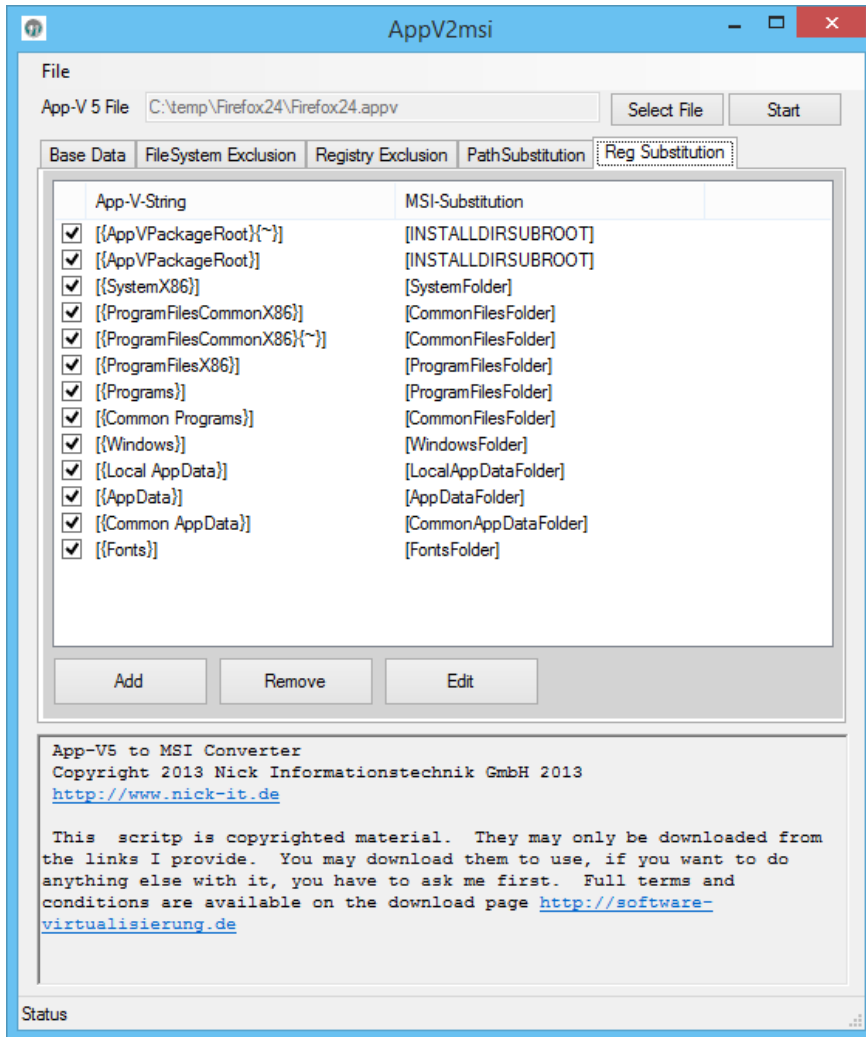 AppV2msi
File
App-V 5 File C:\temp\Firefox24\Firefox24.appv Select File Start
Base Data FileSystem Exclusion Registry Exclusion PathSubstitution Reg Substitution
App-V-String MSI-Substitution
[{AppVPackageRoot}{~}] [INSTALLDIRSUBROOT]
[{AppVPackageRoot}] [INSTALLDIRSUBROOT]
[{SystemX86}] [SystemFolder]
[{ProgramFilesCommonX86}] [CommonFilesFolder]
[{ProgramFilesCommonX86}{~}] [CommonFilesFolder]
[{ProgramFilesX86}] [ProgramFilesFolder]
[{Programs}] [ProgramFilesFolder]
[{Common Programs}] [CommonFilesFolder]
[{Windows}] [WindowsFolder]
[{Local AppData}] [LocalAppDataFolder]
[{AppData}] [AppDataFolder]
[{Common AppData}] [CommonAppDataFolder]
[{Fonts}] [FontsFolder]
Add Remove Edit
App-V5 to MSI Converter
Copyright 2013 Nick Informationstechnik GmbH 2013
http://www.nick-it.de
This  scritp is copyrighted material.  They may only be downloaded from
the links I provide.  You may download them to use, if you want to do
anything else with it, you have to ask me first.  Full terms and
conditions are available on the download page http://software-
virtualisierung.de
Status